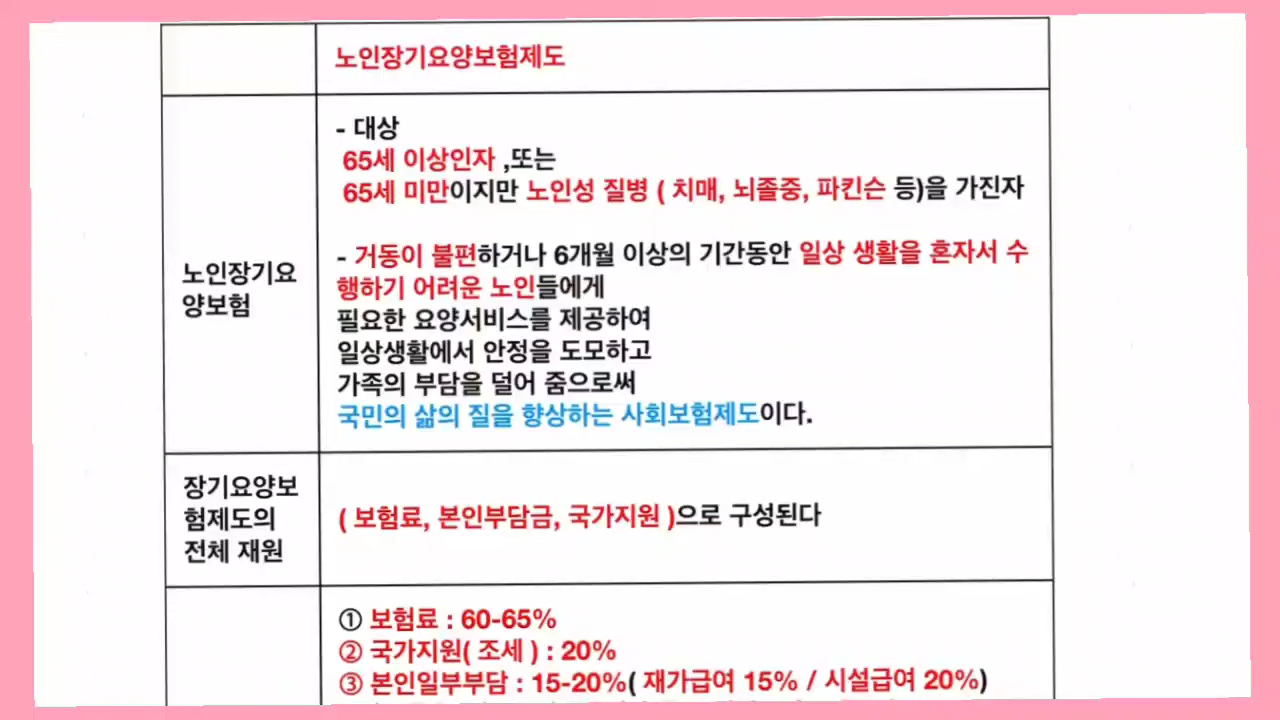 노인장기요양보험제도
- 대상
65세 이상인자 ,또는
65세 미만이지만 노인성 질병 ( 치매, 뇌졸중, 파킨슨 등)을 가진자
노인장기요
양보험
- 거동이 불편하거나 6개월 이상의 기간동안 일상 생활을 혼자서 수
행하기 어려운 노인들에게
필요한 요양서비스를 제공하여
일상생활에서 안정을 도모하고
가족의 부담을 덜어 줌으로써
국민의 삶의 질을 향상하는 사회보험제도이다.
장기요양보
험제도의
전체 재원
( 보험료, 본인부담금, 국가지원 )으로 구성된다
① 보험료 : 60-65%
② 국가지원( 조세 ) : 20%
③ 본인일부부담 : 15-20%( 재가급여 15% / 시설급여 20%)